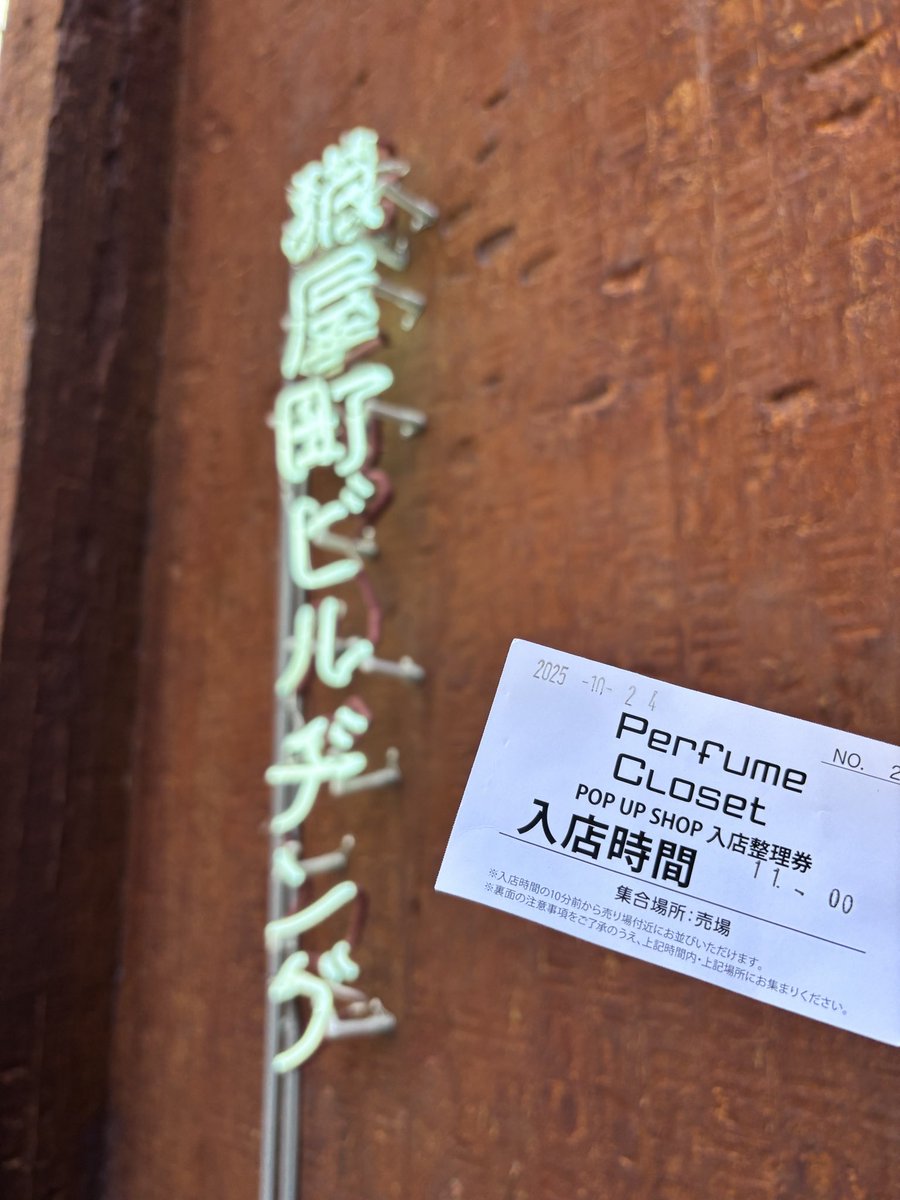 猫屋町ビルヂング
2025 -10- 2 4
Perfume
Closet
NO. 2
POP UP SHOP 入店整理券
入店時間 11.- 00
集合場所：売場
※入店時間の10分前から売り場付近にお並びいただけます。
※裏面の注意事項をご了承のうえ、上記時間内・上記場所にお集まりください。